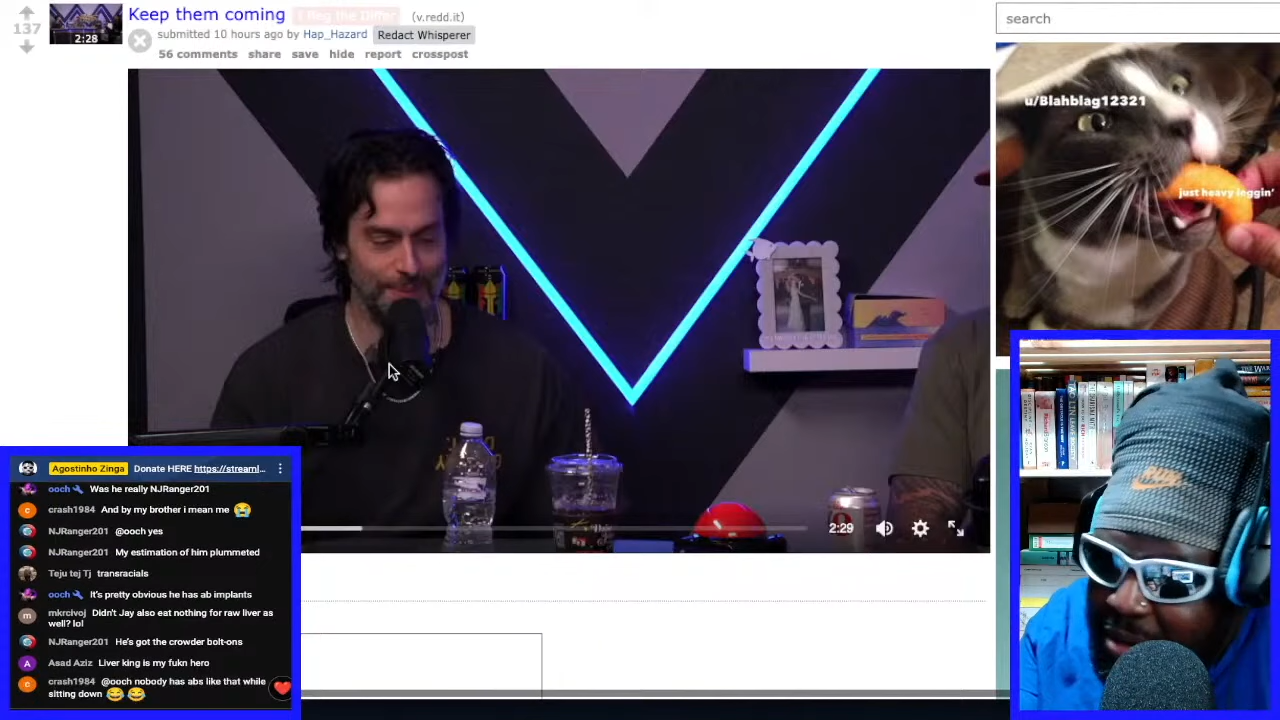 137
2:28
Keep them coming I Beg the Differ (v.redd.it)
submitted 10 hours ago by Hap_Hazard Redact Whisperer
56 comments share save hide report crosspost
search
u/Blahblag12321
just heavy leggin'
2:29
Agostinho Zinga Donate HERE https://streaml...
ooch Was he really NJRanger201
crash1984 And by my brother i mean me 😭
NJRanger201 @ooch yes
NJRanger201 My estimation of him plummeted
Teju tej Tj transracials
ooch It's pretty obvious he has ab implants
mkrcivoj Didn't Jay also eat nothing for raw liver as
well? lol
NJRanger201 He's got the crowder bolt-ons
Asad Aziz Liver king is my fukn hero
crash1984 @ooch nobody has abs like that while
sitting down 😂 😂
NIKE